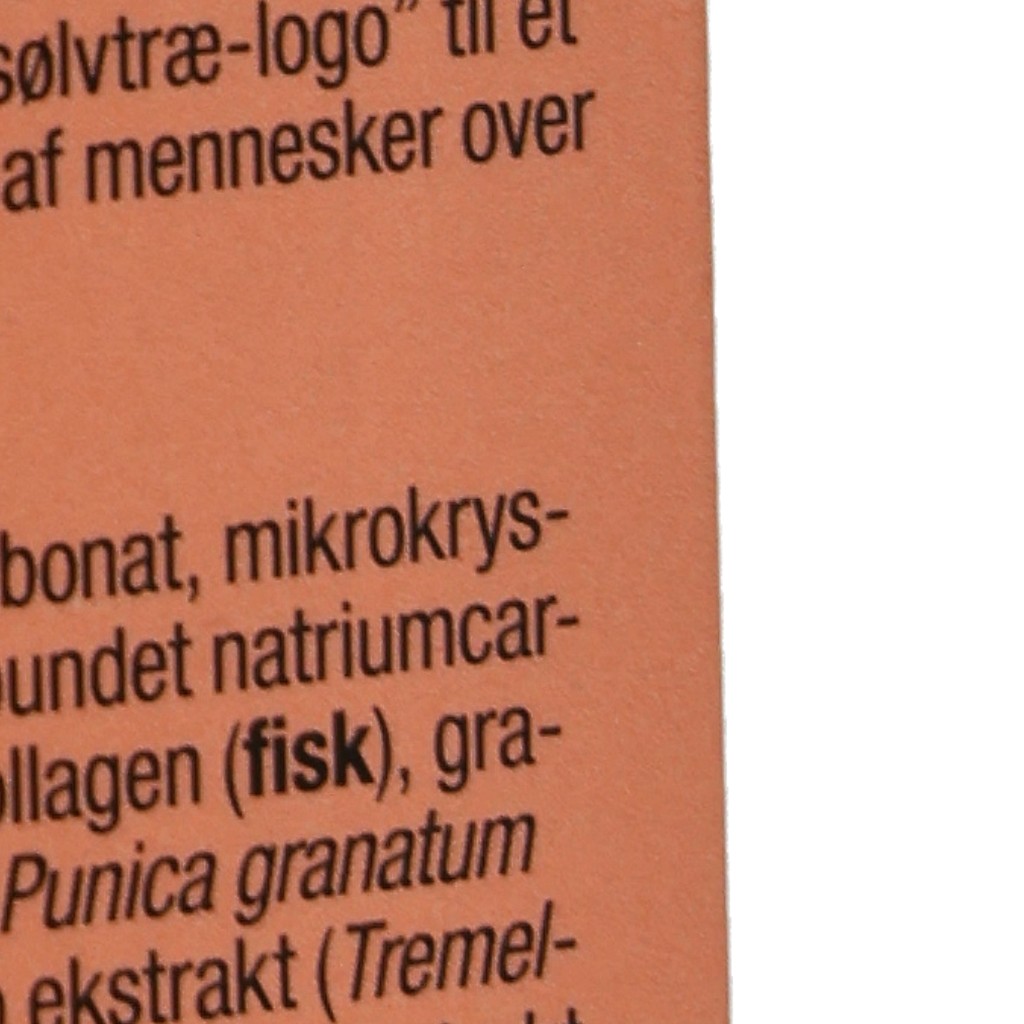 sølvtræ-logo” til et
af mennesker over
bonat, mikrokrys-
undet natriumcar-
ollagen (fisk), gra-
Punica granatum
ekstrakt (Tremel-